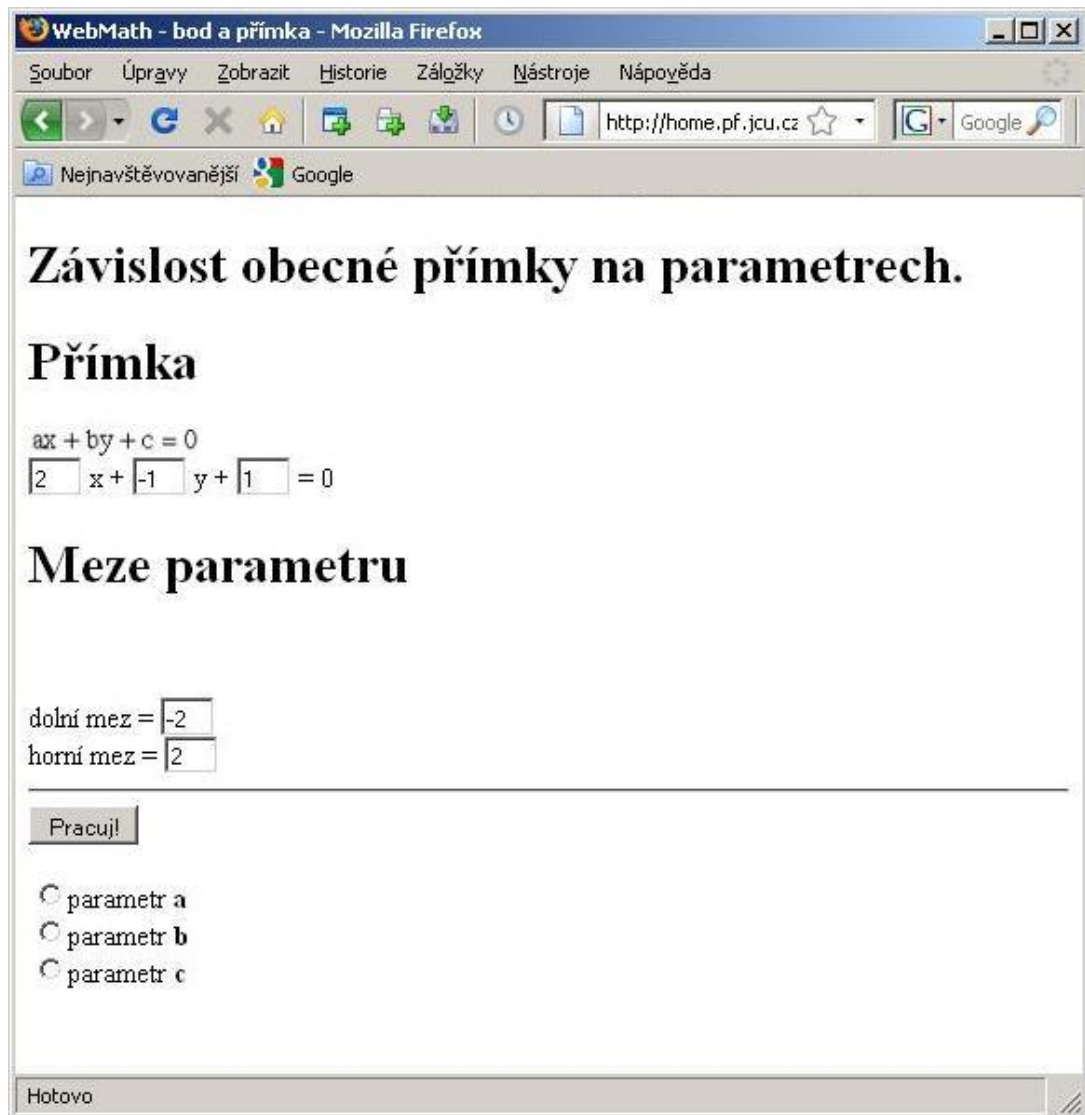 WebMath - bod a přímka - Mozilla Firefox
Soubor Úpravy Zobrazit Historie Záložky Nástroje Nápověda
http://home.pf.jcu.cz G Google
Nejnavštěvovanější Google
Závislost obecné přímky na parametrech.
Přímka
ax + by + c = 0
2 x + -1 y + 1 = 0
Meze parametru
dolní mez = -2
horní mez = 2
Pracuj!
parametr a
parametr b
parametr c
Hotovo